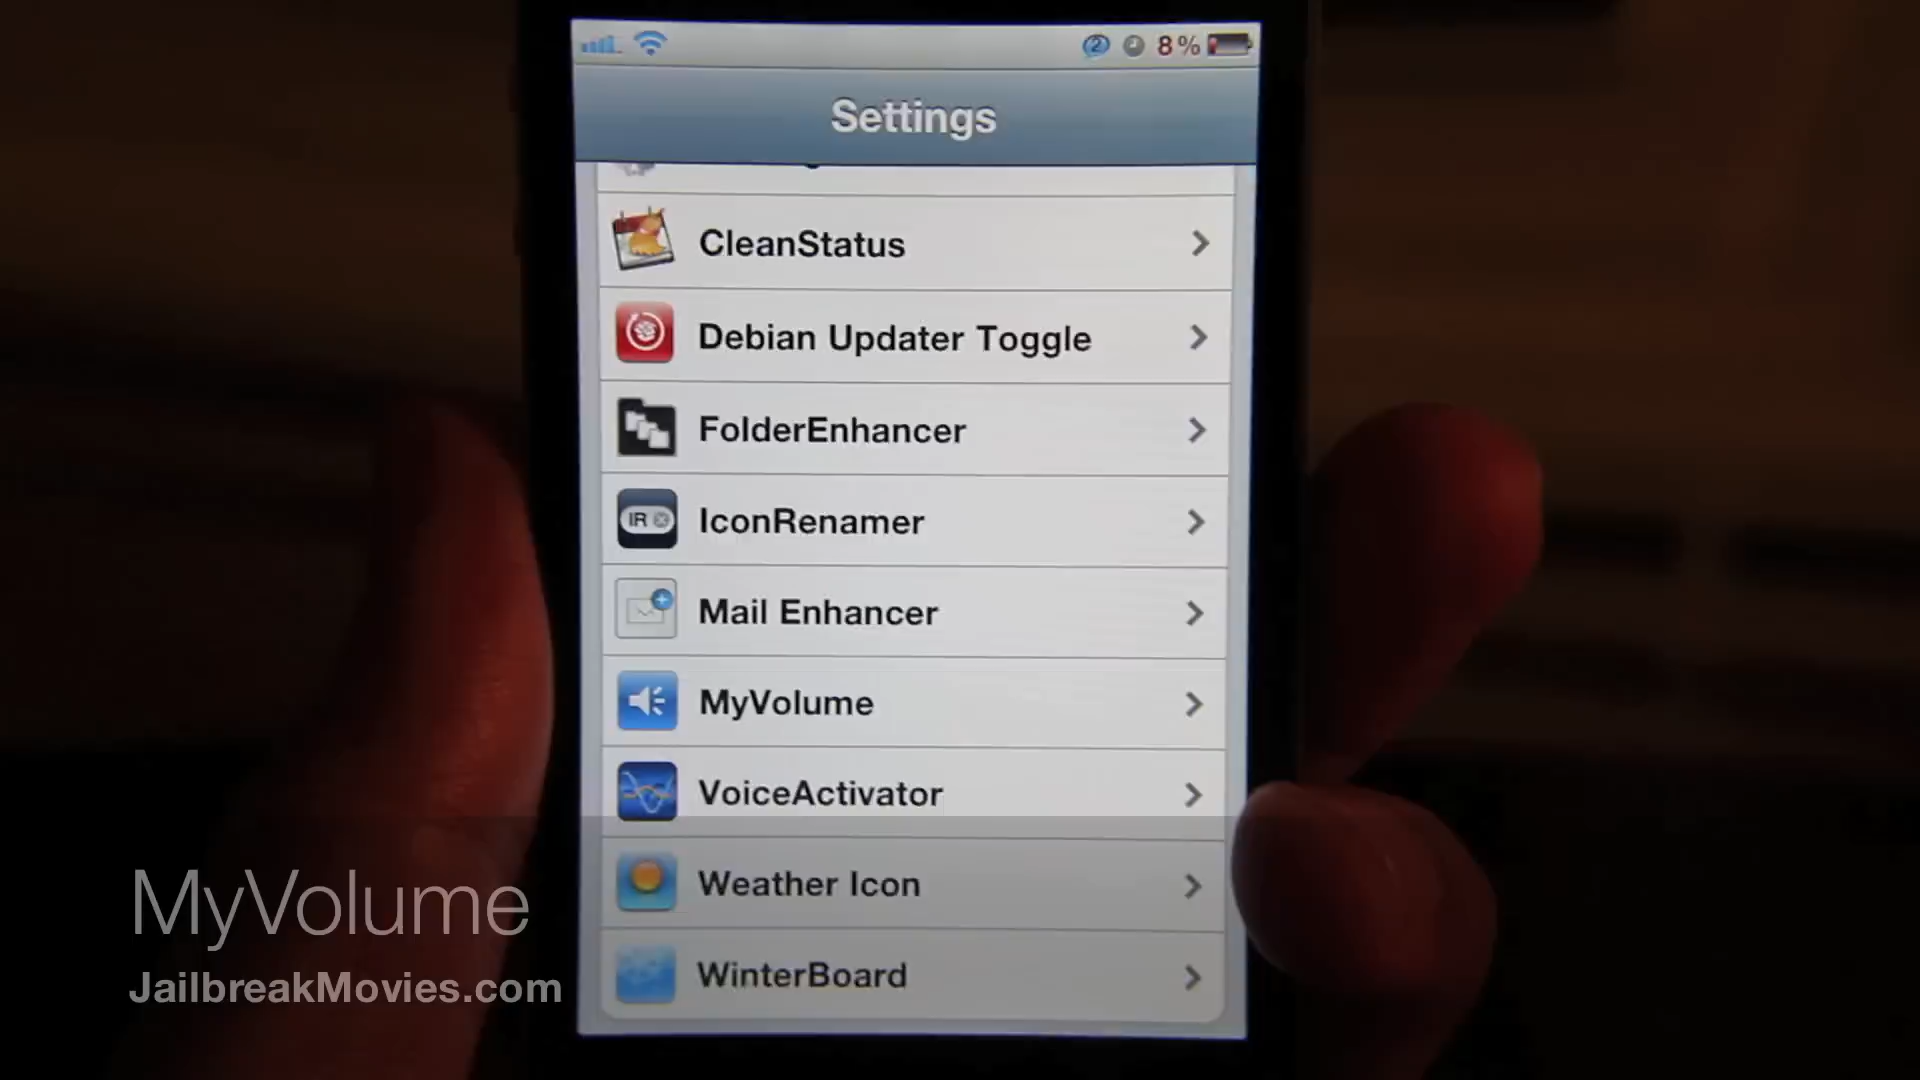 2 8%
Settings
CleanStatus
Debian Updater Toggle
FolderEnhancer
IR
IconRenamer
Mail Enhancer
MyVolume
VoiceActivator
Weather Icon
WinterBoard
MyVolume
JailbreakMovies.com